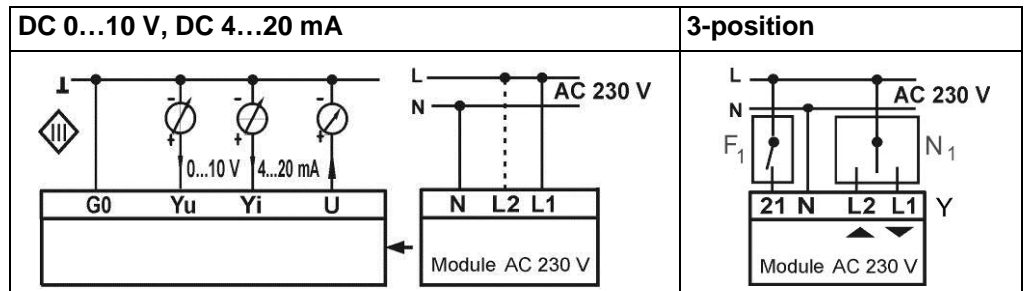 DC 0…10 V, DC 4…20 mA
3-position
⊥
III
- - -
+ + +
0...10 V 4...20 mA
G0 Yu Yi U
L
N
AC 230 V
N L2 L1
Module AC 230 V
L
N
AC 230 V
F1
N1
21 N L2 L1 Y
Module AC 230 V